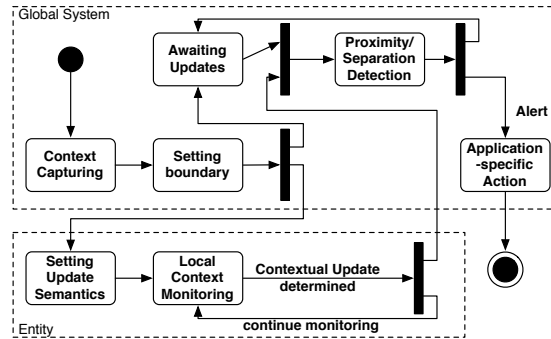 Global System
Awaiting
Updates
Proximity/
Separation
Detection
Alert
Context
Capturing
Setting
boundary
Application
-specific
Action
Setting
Update
Semantics
Local
Context
Monitoring
Contextual Update
determined
continue monitoring
Entity